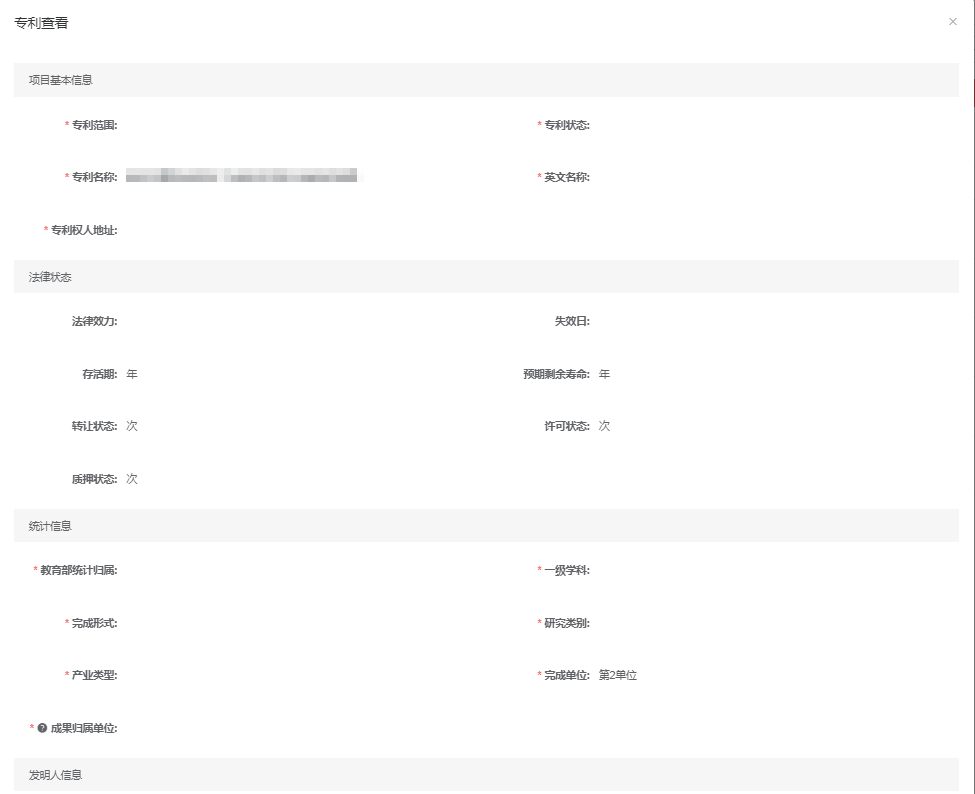 专利查看
项目基本信息
* 专利范围:
* 专利状态:
* 专利名称:
* 英文名称:
* 专利权人地址:
法律状态
法律效力:
失效日:
存活期: 年
预期剩余寿命: 年
转让状态: 次
许可状态: 次
质押状态: 次
统计信息
* 教育部统计归属:
* 一级学科:
* 完成形式:
* 研究类别:
* 产业类型:
* 完成单位: 第2单位
* ? 成果归属单位:
发明人信息